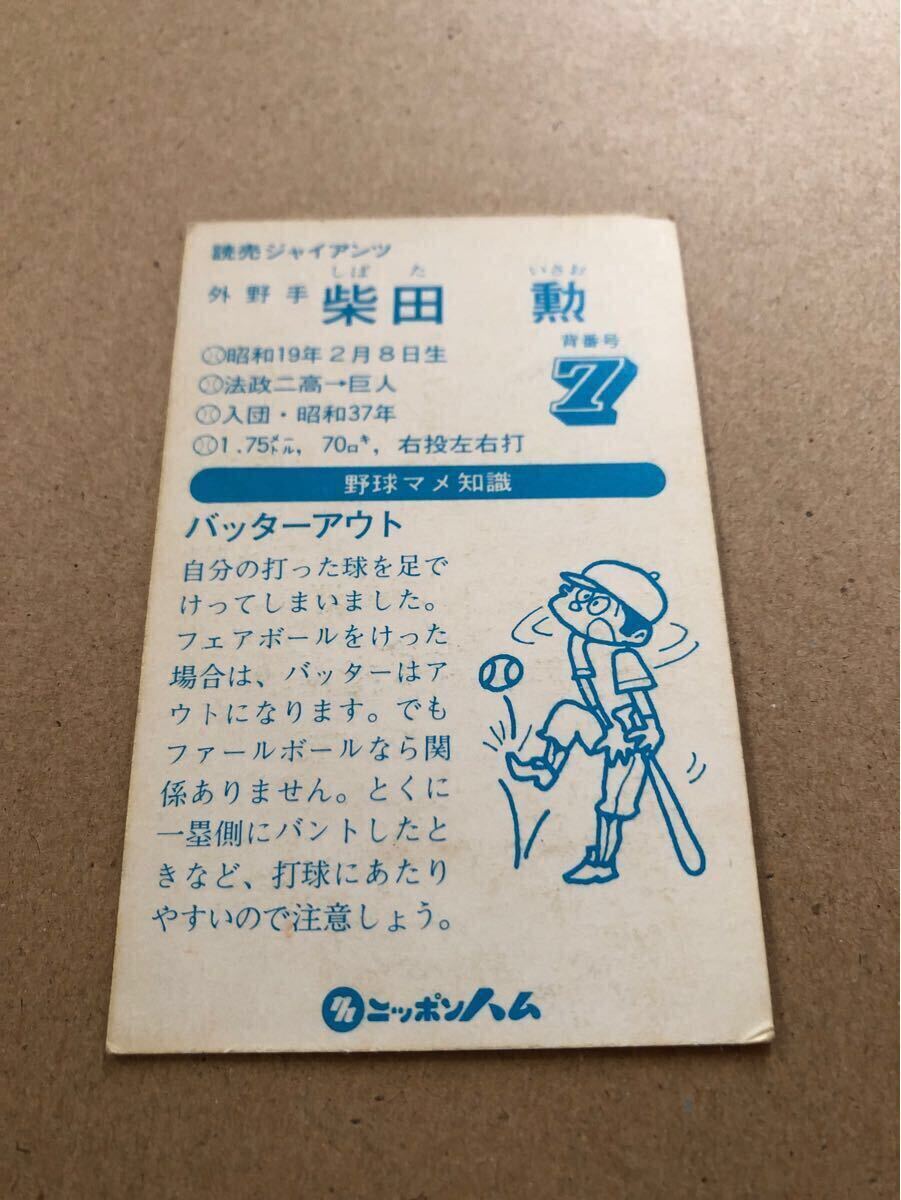 読売ジャイアンツ
しば た いさお
外野手 柴田 勲
背番号
7
昭和19年2月8日生
法政二高→巨人
入団・昭和37年
1.75メートル, 70キロ, 右投左右打
野球マメ知識
バッターアウト
自分の打った球を足で
けってしまいました。
フェアボールをけった
場合は、バッターはア
ウトになります。でも
ファールボールなら関
係ありません。とくに
一塁側にバントしたと
きなど、打球にあたり
やすいので注意しょう。
ニッポンハム